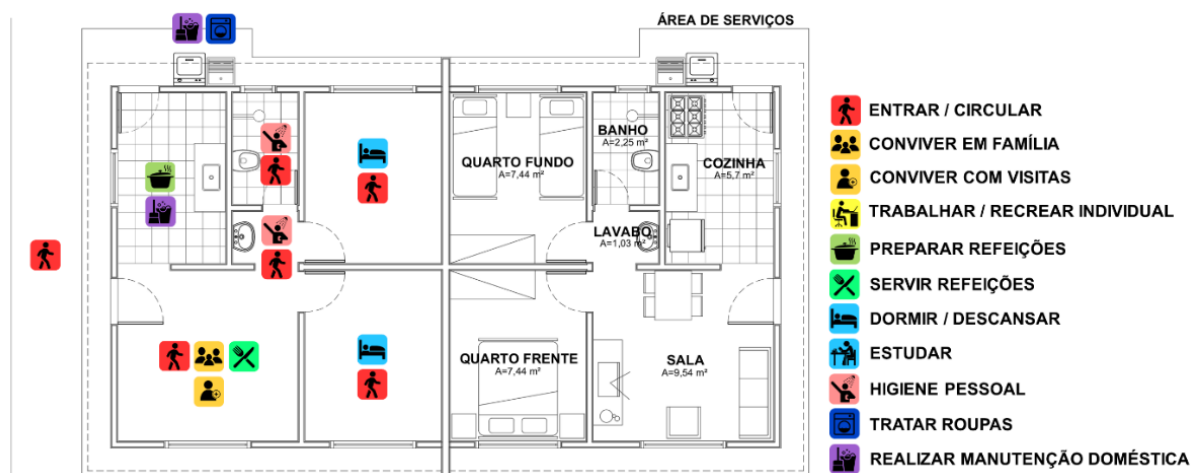 ÁREA DE SERVIÇOS
BANHO
A=2,25 m²
QUARTO FUNDO
A=7,44 m²
COZINHA
A=5,7 m²
LAVABO
A=1,03 m²
QUARTO FRENTE
A=7,44 m²
SALA
A=9,54 m²
ENTRAR / CIRCULAR
CONVIVER EM FAMÍLIA
CONVIVER COM VISITAS
TRABALHAR / RECREAR INDIVIDUAL
PREPARAR REFEIÇÕES
SERVIR REFEIÇÕES
DORMIR / DESCANSAR
ESTUDAR
HIGIENE PESSOAL
TRATAR ROUPAS
REALIZAR MANUTENÇÃO DOMÉSTICA